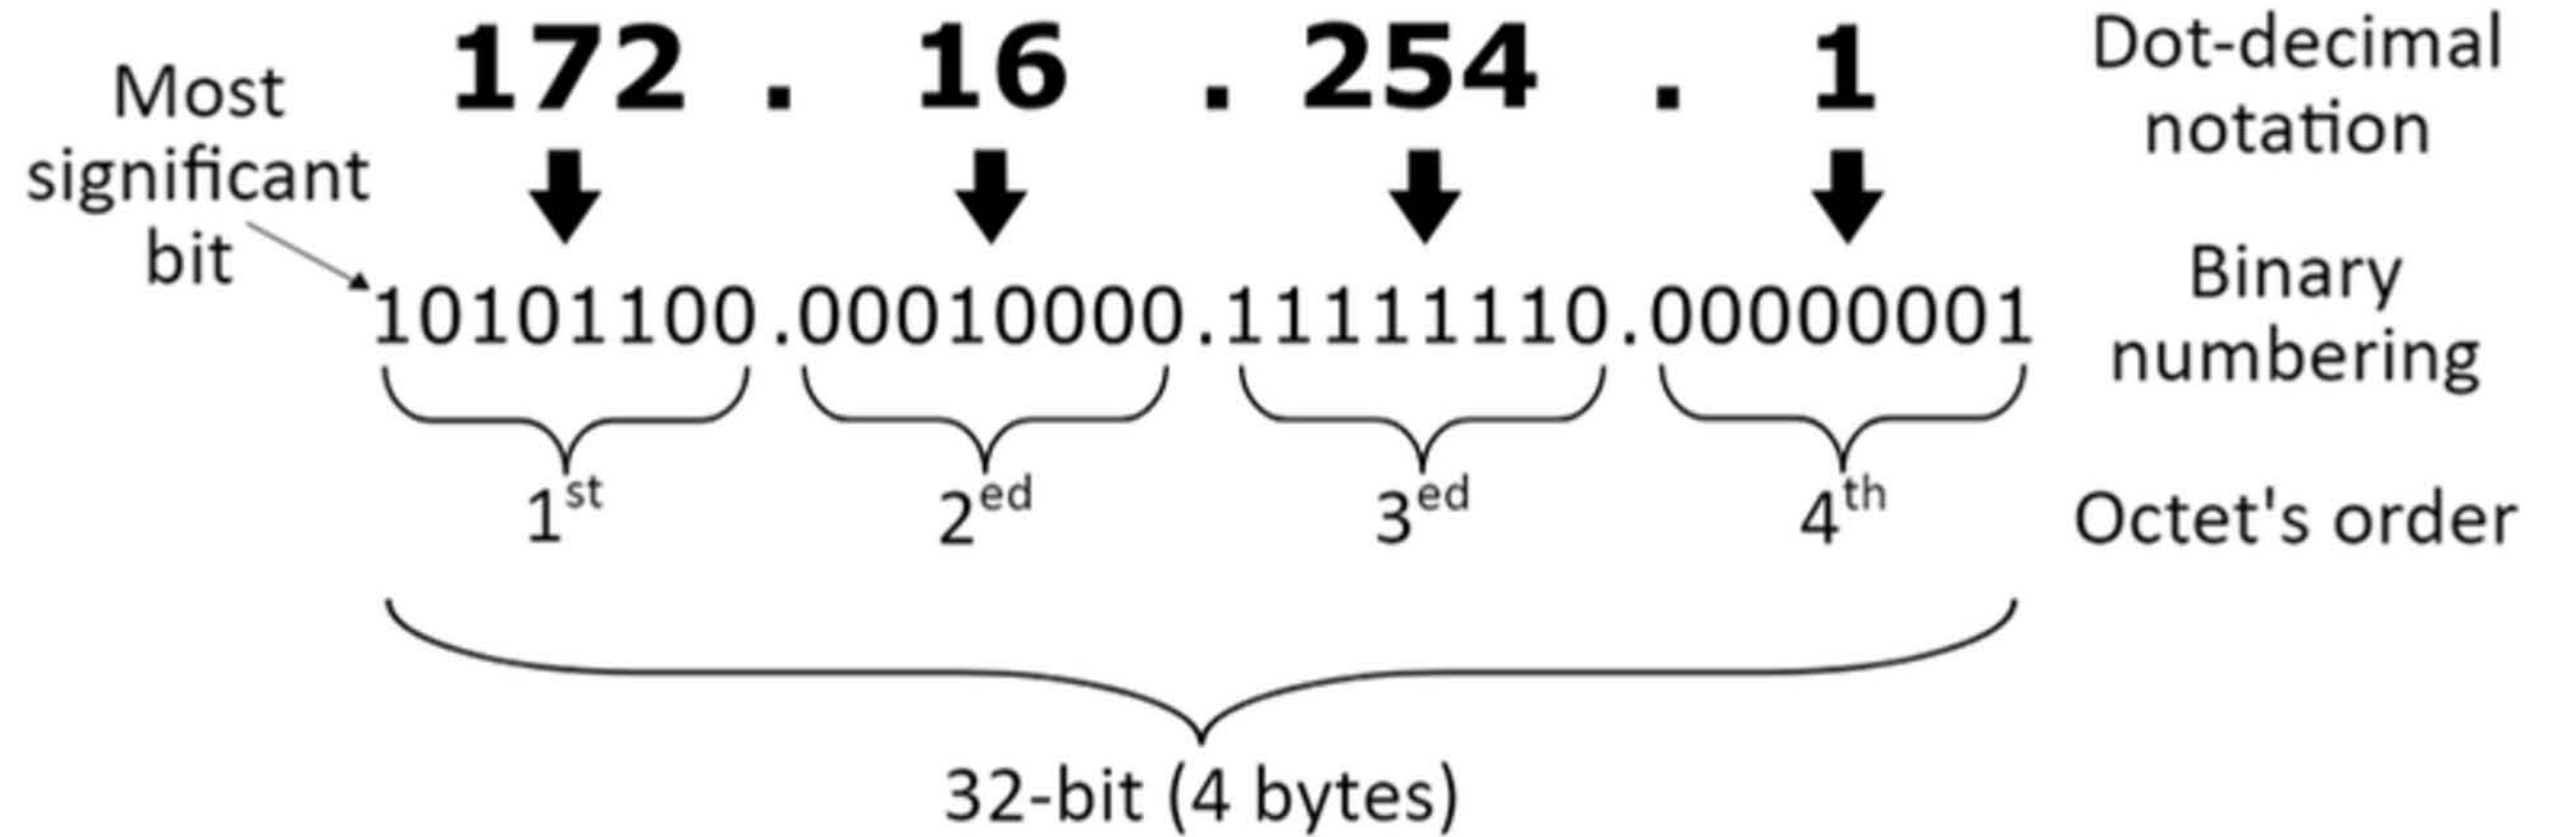 172 . 16 . 254 . 1
Dot-decimal
notation
Most
significant
bit
10101100.00010000.11111110.00000001
Binary
numbering
1st 2ed 3ed 4th
Octet's order
32-bit (4 bytes)